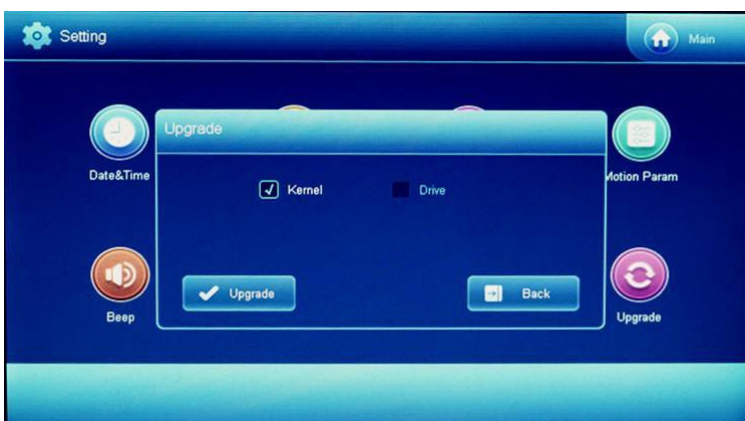 Setting
Main
Upgrade
Date&Time
Kernel
Drive
Motion Param
Upgrade
Back
Beep
Upgrade